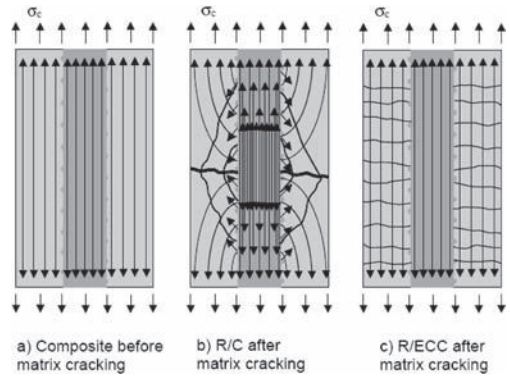 σc
σc
σc
a) Composite before
matrix cracking
b) R/C after
matrix cracking
c) R/ECC after
matrix cracking